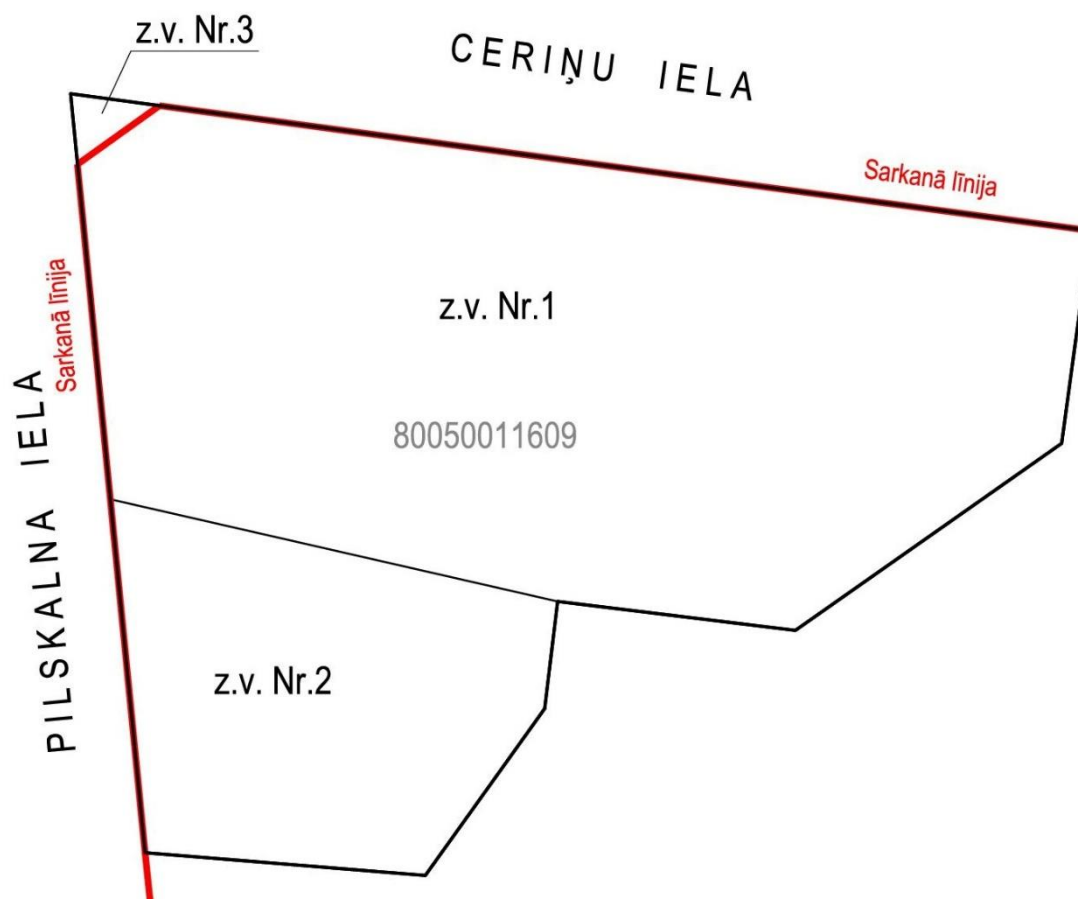 z.v. Nr.3
CERIŅU IELA
Sarkanā līnija
z.v. Nr.1
Sarkanā līnija
PILSKALNA IELA
80050011609
z.v. Nr.2